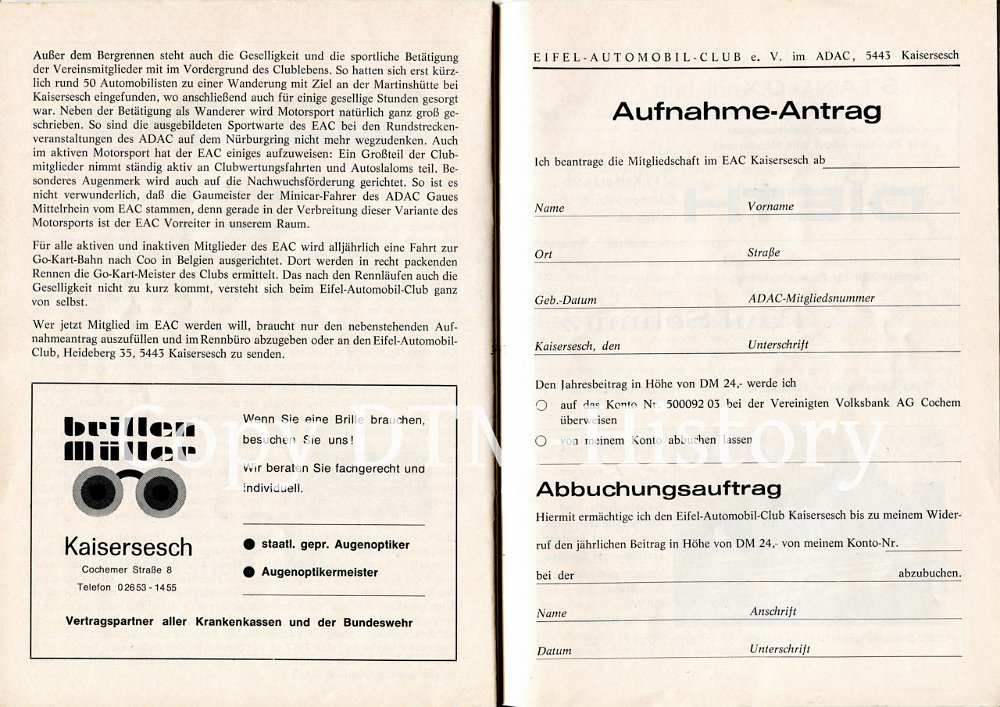 Außer dem Bergrennen steht auch die Geselligkeit und die sportliche Betätigung
der Vereinsmitglieder mit im Vordergrund des Clublebens. So hatten sich erst kürz-
lich rund 50 Automobilisten zu einer Wanderung mit Ziel an der Martinshütte bei
Kaisersesch eingefunden, wo anschließend auch für einige gesellige Stunden gesorgt
war. Neben der Betätigung als Wanderer wird Motorsport natürlich ganz groß ge-
schrieben. So sind die ausgebildeten Sportwarte des EAC bei den Rundstrecken-
veranstaltungen des ADAC auf dem Nürburgring nicht mehr wegzudenken. Auch
im aktiven Motorsport hat der EAC einiges aufzuweisen: Ein Großteil der Club-
mitglieder nimmt ständig aktiv an Clubwertungsfahrten und Autoslaloms teil. Be-
sonderes Augenmerk wird auch auf die Nachwuchsförderung gerichtet. So ist es
nicht verwunderlich, daß die Gaumeister der Minicar-Fahrer des ADAC Gaues
Mittelrhein vom EAC stammen, denn gerade in der Verbreitung dieser Variante des
Motorsports ist der EAC Vorreiter in unserem Raum.
Für alle aktiven und inaktiven Mitglieder des EAC wird alljährlich eine Fahrt zur
Go-Kart-Bahn nach Coo in Belgien ausgerichtet. Dort werden in recht packenden
Rennen die Go-Kart-Meister des Clubs ermittelt. Das nach den Rennläufen auch die
Geselligkeit nicht zu kurz kommt, versteht sich beim Eifel-Automobil-Club ganz
von selbst.
Wer jetzt Mitglied im EAC werden will, braucht nur den nebenstehenden Auf-
nahmeantrag auszufüllen und im Rennbüro abzugeben oder an den Eifel-Automobil-
Club, Heideberg 35, 5443 Kaisersesch zu senden.
brillen
Müller
Kaisersesch
Cochemer Straße 8
Telefon 02653-1455
Wenn Sie eine Brille brauchen,
besuchen Sie uns!
Wir beraten Sie fachgerecht und
individuell.
● staatl. gepr. Augenoptiker
● Augenoptikermeister
Vertragspartner aller Krankenkassen und der Bundeswehr
EIFEL-AUTOMOBIL-CLUB e. V. im ADAC, 5443 Kaisersesch
Aufnahme-Antrag
Ich beantrage die Mitgliedschaft im EAC Kaisersesch ab
Name Vorname
Ort Straße
Geb.-Datum ADAC-Mitgliedsnummer
Kaisersesch, den Unterschrift
Den Jahresbeitrag in Höhe von DM 24,- werde ich
○ auf das Konto Nr. 500092 03 bei der Vereinigten Volksbank AG Cochem
überweisen
○ von meinem Konto abbuchen lassen
Abbuchungsauftrag
Hiermit ermächtige ich den Eifel-Automobil-Club Kaisersesch bis zu meinem Wider-
ruf den jährlichen Beitrag in Höhe von DM 24,- von meinem Konto-Nr.
bei der abzubuchen.
Name Anschrift
Datum Unterschrift
Copy DTM-History